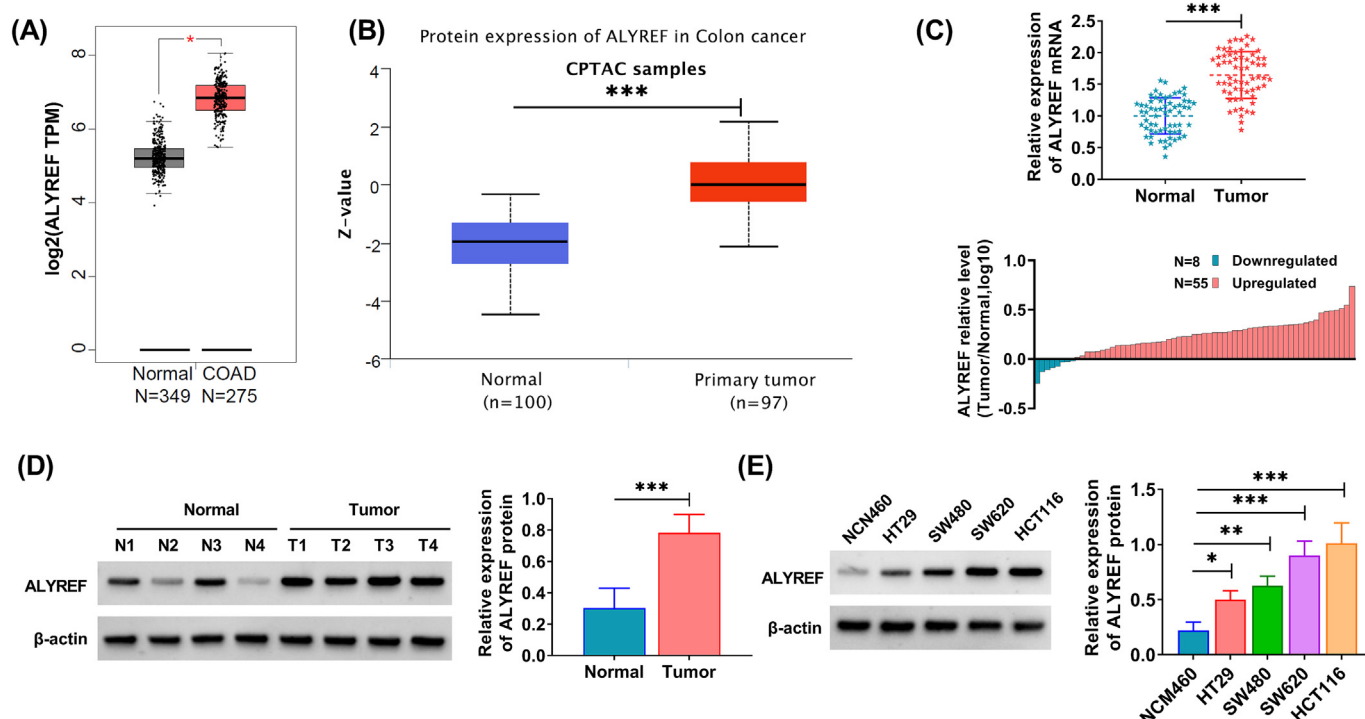 (A)
log2(ALYREF TPM)
8
6
4
2
0
*
Normal COAD
N=349 N=275
(B)
Protein expression of ALYREF in Colon cancer
CPTAC samples
***
Z-value
4
2
0
-2
-4
-6
Normal
(n=100)
Primary tumor
(n=97)
(C)
Relative expression
of ALYREF mRNA
***
2.5
2.0
1.5
1.0
0.5
0.0
Normal Tumor
ALYREF relative level
(Tumor/Normal,log10)
1.0
0.5
0.0
-0.5
N=8 Downregulated
N=55 Upregulated
(D)
Normal Tumor
N1 N2 N3 N4 T1 T2 T3 T4
ALYREF
β-actin
Relative expression
of ALYREF protein
***
1.0
0.8
0.6
0.4
0.2
0.0
Normal Tumor
(E)
NCN460 HT29 SW480 SW620 HCT116
ALYREF
β-actin
Relative expression
of ALYREF protein
1.5
1.0
0.5
0.0
***
***
**
*
NCM460 HT29 SW480 SW620 HCT116